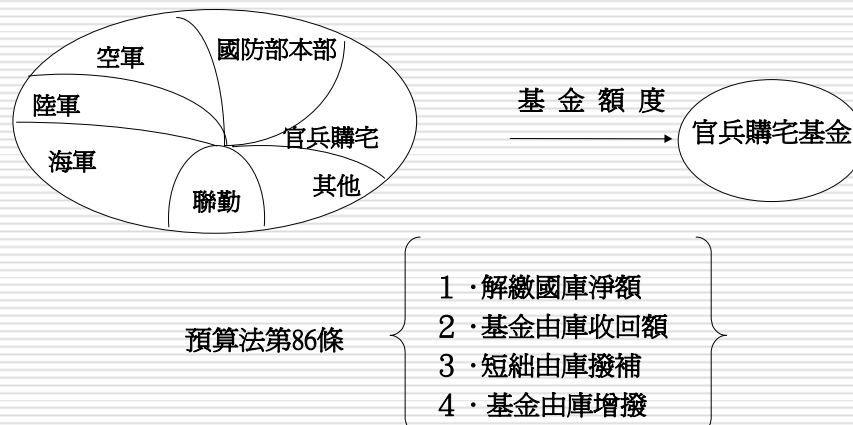 空軍
國防部本部
陸軍
官兵購宅
海軍
其他
聯勤
基金額度
官兵購宅基金
預算法第86條
1．解繳國庫淨額
2．基金由庫收回額
3．短絀由庫撥補
4．基金由庫增撥